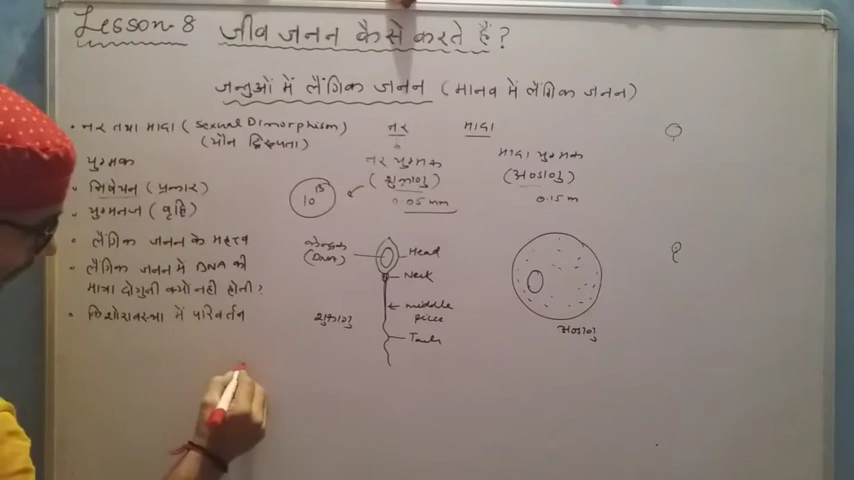 Lesson-8 जीव जनन कैसे करते हैं?
जन्तुओं में लैंगिक जनन (मानव में लैंगिक जनन)
• नर तथा मादा (Sexual Dimorphism)
(यौन द्विरूपता)
युग्मक
• निषेचन (प्रकार)
• युग्मनज (वृद्धि)
• लैंगिक जनन के महत्व
• लैंगिक जनन में DNA की
मात्रा दोगुनी क्यों नहीं होती?
• किशोरावस्था में परिवर्तन
नर
नर युग्मक
(शुक्राणु)
0.05 mm
10 15
मादा
मादा युग्मक
(अण्डाणु)
0.15 m
केन्द्रक
(DNA)
Head
Neck
middle
piece
Tail
शुक्राणु
अण्डाणु